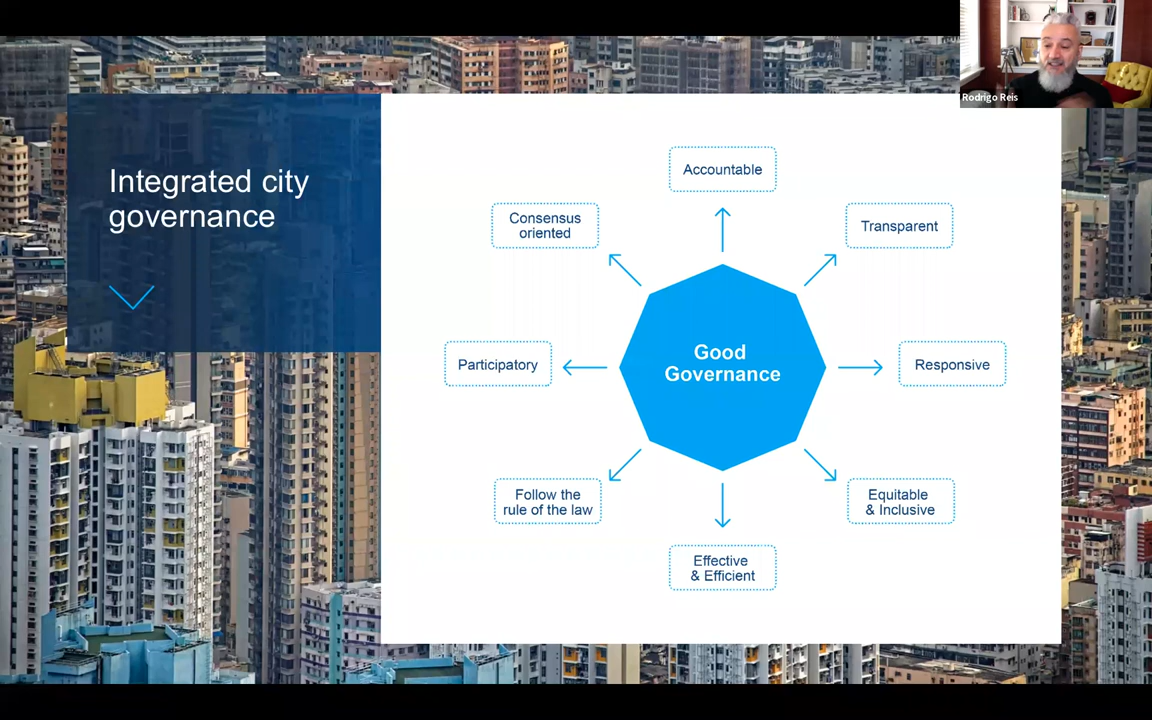 Rodrigo Reis
Integrated city
governance
Accountable
Consensus
oriented
Transparent
Good
Governance
Participatory
Responsive
Follow the
rule of the law
Equitable
& Inclusive
Effective
& Efficient